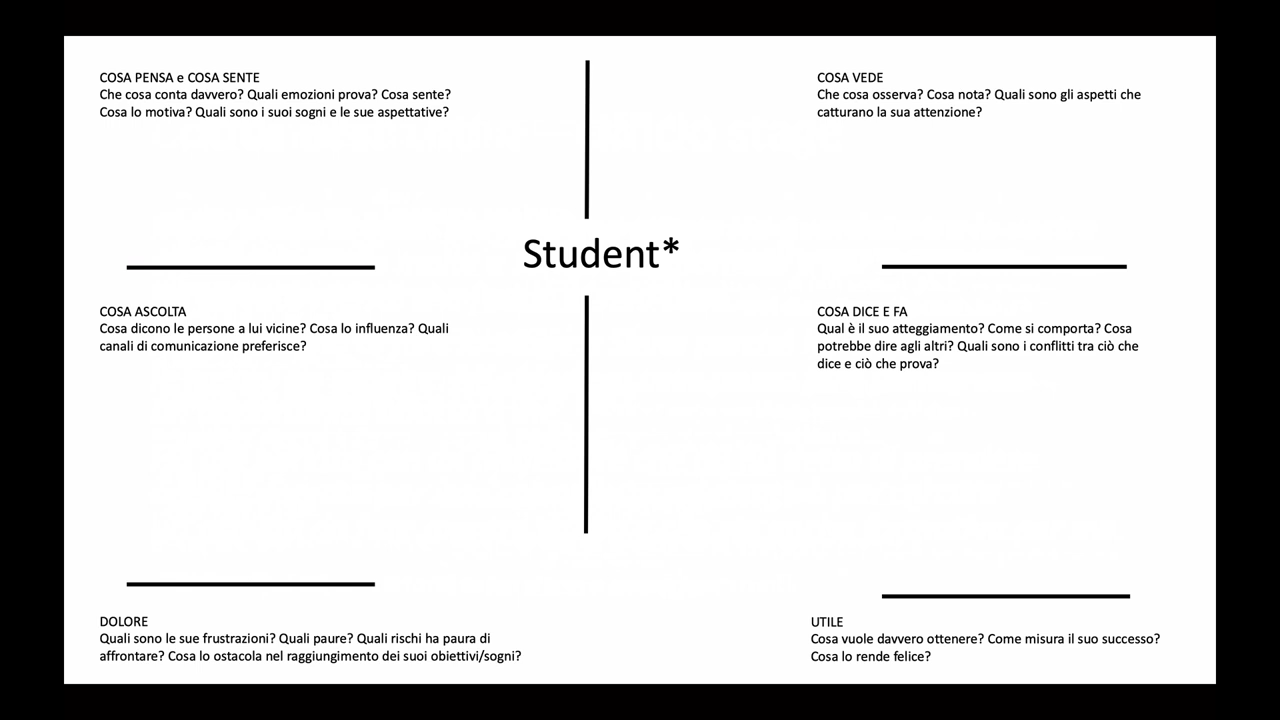 COSA PENSA e COSA SENTE
Che cosa conta davvero? Quali emozioni prova? Cosa sente?
Cosa lo motiva? Quali sono i suoi sogni e le sue aspettative?
COSA VEDE
Che cosa osserva? Cosa nota? Quali sono gli aspetti che
catturano la sua attenzione?
Student*
COSA ASCOLTA
Cosa dicono le persone a lui vicine? Cosa lo influenza? Quali
canali di comunicazione preferisce?
COSA DICE E FA
Qual è il suo atteggiamento? Come si comporta? Cosa
potrebbe dire agli altri? Quali sono i conflitti tra ciò che
dice e ciò che prova?
DOLORE
Quali sono le sue frustrazioni? Quali paure? Quali rischi ha paura di
affrontare? Cosa lo ostacola nel raggiungimento dei suoi obiettivi/sogni?
UTILE
Cosa vuole davvero ottenere? Come misura il suo successo?
Cosa lo rende felice?